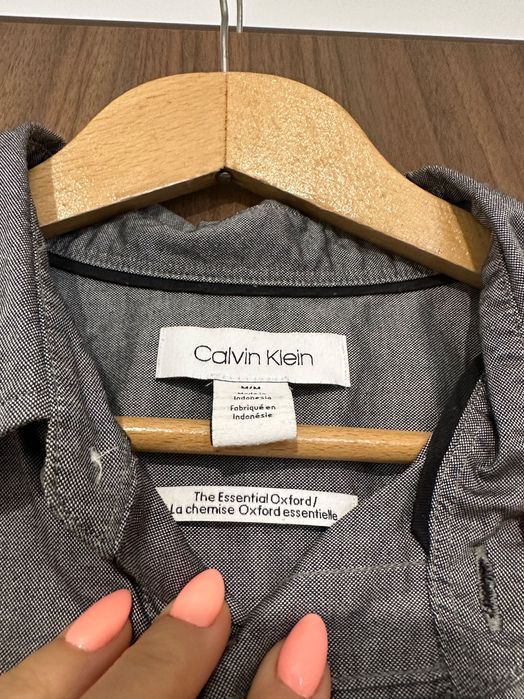 Calvin Klein
M/M
Made in
Indonesia
Fabriqué en
Indonésie
The Essential Oxford/
La chemise Oxford essentielle